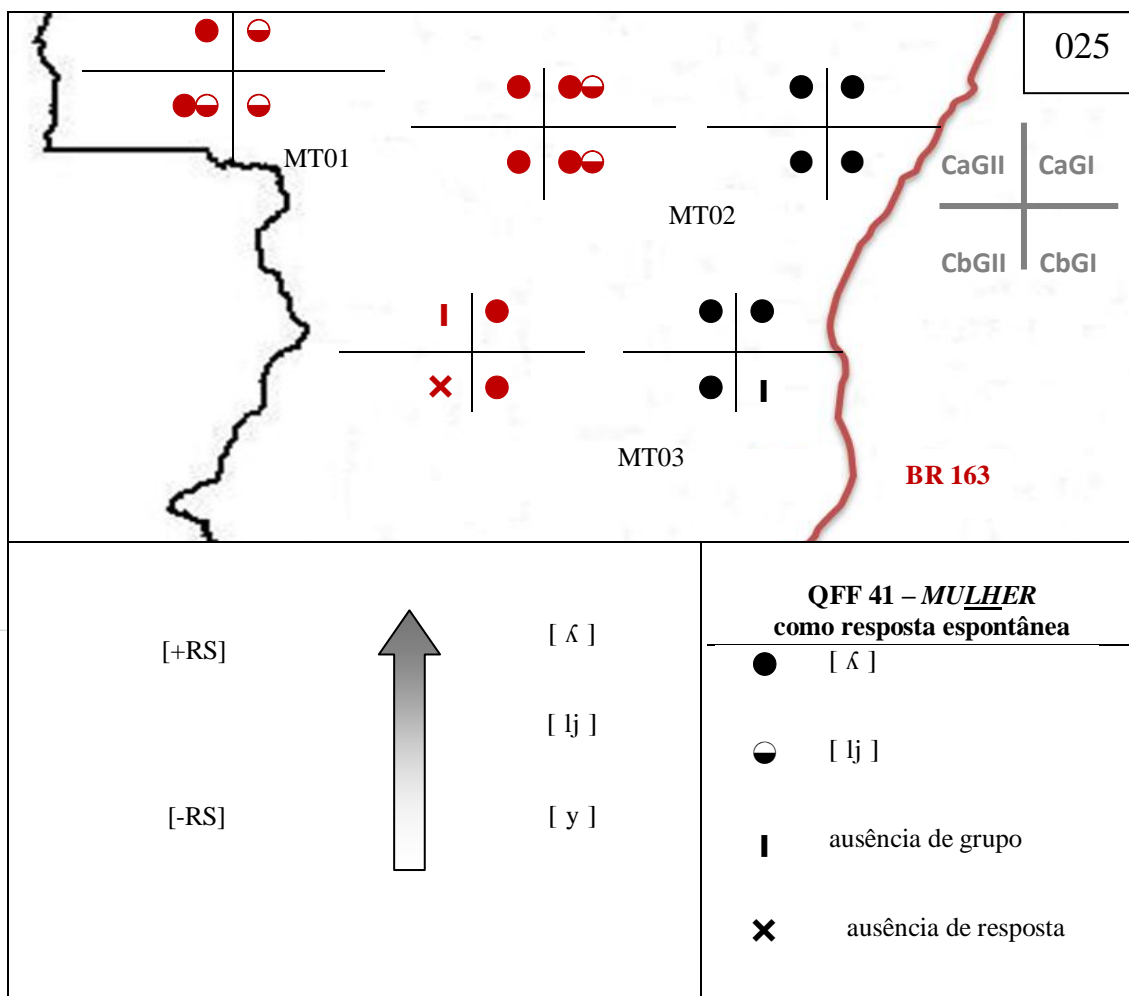 025
CaGII CaGI
CbGII CbGI
MT01
MT02
MT03
BR 163
[+RS]
[-RS]
[ ʎ ]
[ lj ]
[ y ]
QFF 41 – MULHER
como resposta espontânea
[ ʎ ]
[ lj ]
ausência de grupo
ausência de resposta